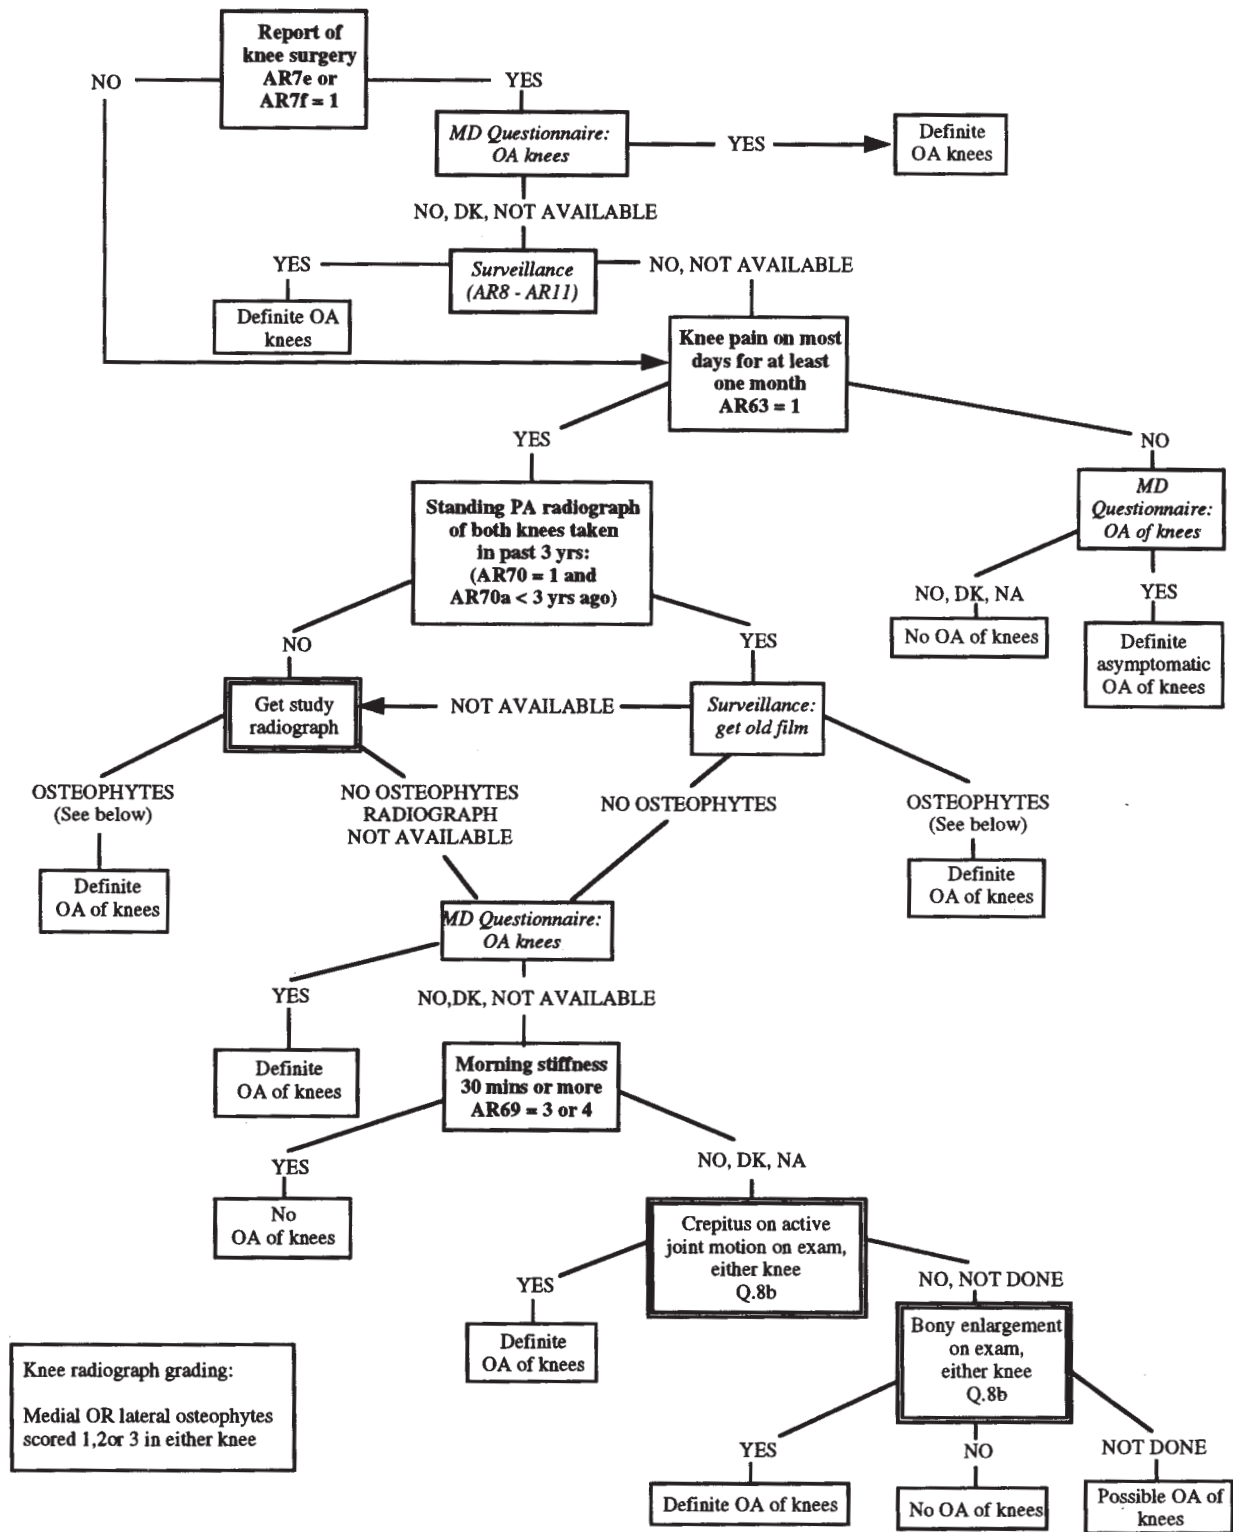 Report of
knee surgery
AR7e or
AR7f = 1
NO
YES
MD Questionnaire:
OA knees
YES
Definite
OA knees
NO, DK, NOT AVAILABLE
YES
Surveillance
(AR8 - AR11)
NO, NOT AVAILABLE
Definite OA
knees
Knee pain on most
days for at least
one month
AR63 = 1
YES
NO
Standing PA radiograph
of both knees taken
in past 3 yrs:
(AR70 = 1 and
AR70a < 3 yrs ago)
MD
Questionnaire:
OA of knees
NO, DK, NA
YES
No OA of knees
Definite
asymptomatic
OA of knees
NO
YES
Get study
radiograph
NOT AVAILABLE
Surveillance:
get old film
OSTEOPHYTES
(See below)
NO OSTEOPHYTES
RADIOGRAPH
NOT AVAILABLE
NO OSTEOPHYTES
OSTEOPHYTES
(See below)
Definite
OA of knees
Definite
OA of knees
MD Questionnaire:
OA knees
YES
NO,DK, NOT AVAILABLE
Definite
OA of knees
Morning stiffness
30 mins or more
AR69 = 3 or 4
YES
NO, DK, NA
No
OA of knees
Crepitus on active
joint motion on exam,
either knee
Q.8b
YES
NO, NOT DONE
Definite
OA of knees
Bony enlargement
on exam,
either knee
Q.8b
Knee radiograph grading:
Medial OR lateral osteophytes
scored 1,2or 3 in either knee
YES
NO
NOT DONE
Definite OA of knees
No OA of knees
Possible OA of
knees